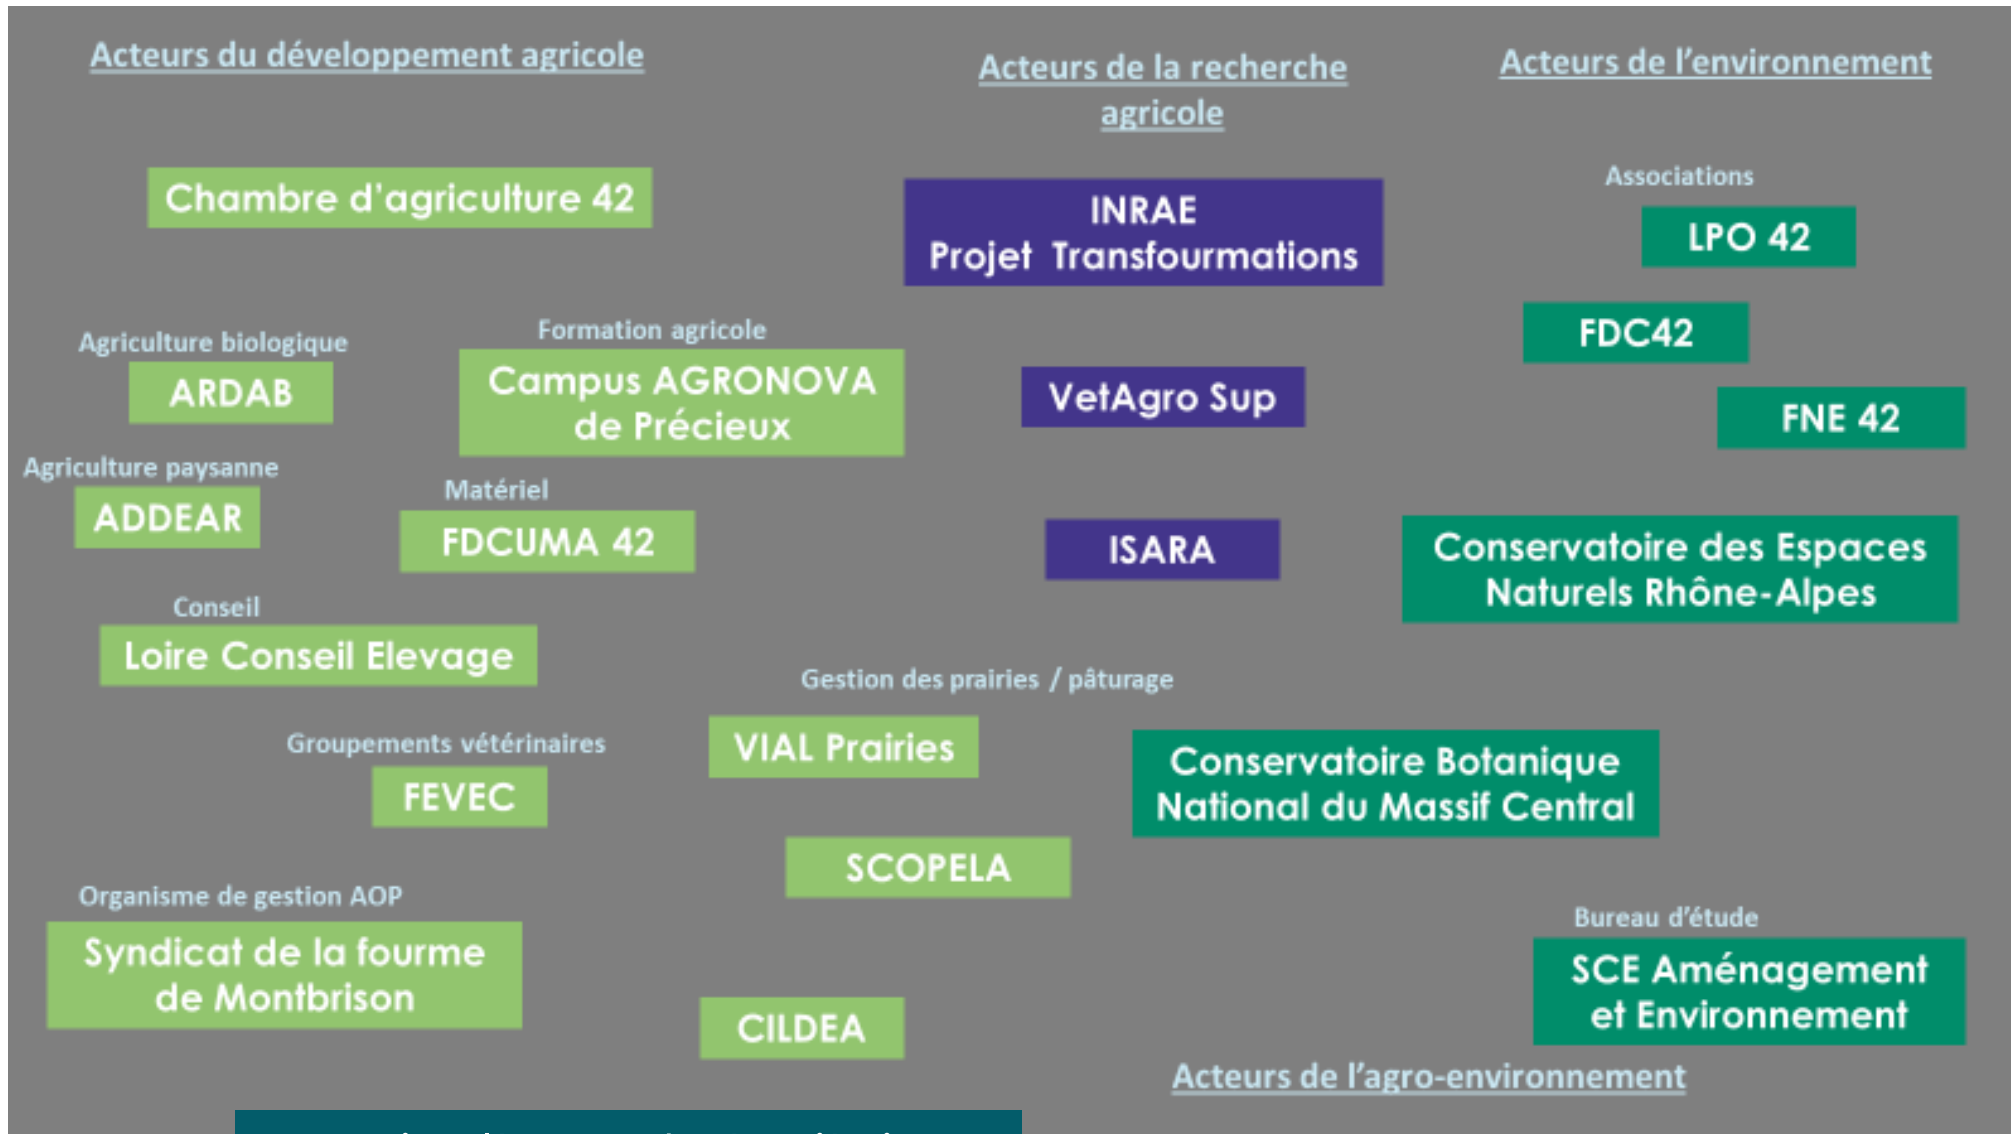 Acteurs du développement agricole
Acteurs de la recherche
agricole
Acteurs de l'environnement
Chambre d'agriculture 42
INRAE
Projet Transfourmations
Associations
LPO 42
FDC42
FNE 42
Agriculture biologique
ARDAB
Formation agricole
Campus AGRONOVA
de Précieux
VetAgro Sup
Agriculture paysanne
ADDEAR
Matériel
FDCUMA 42
ISARA
Conservatoire des Espaces
Naturels Rhône-Alpes
Conseil
Loire Conseil Elevage
Gestion des prairies / pâturage
VIAL Prairies
Groupements vétérinaires
FEVEC
Conservatoire Botanique
National du Massif Central
SCOPELA
Organisme de gestion AOP
Syndicat de la fourme
de Montbrison
Bureau d'étude
SCE Aménagement
et Environnement
CILDEA
Acteurs de l'agro-environnement